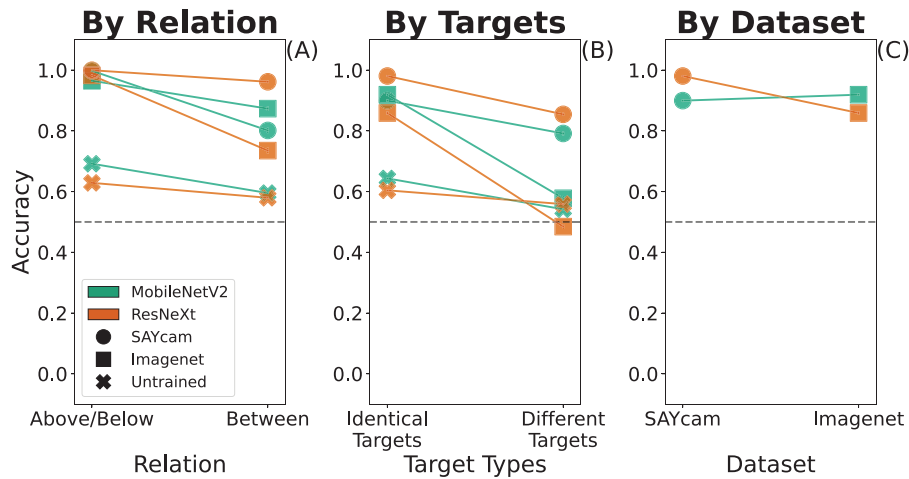 By Relation
By Targets
By Dataset
(A)
(B)
(C)
Accuracy
1.0
0.8
0.6
0.4
0.2
0.0
MobileNetV2
ResNeXt
SAYcam
Imagenet
Untrained
Above/Below
Between
Relation
1.0
0.8
0.6
0.4
0.2
0.0
Identical
Targets
Different
Targets
Target Types
1.0
0.8
0.6
0.4
0.2
0.0
SAYcam
Imagenet
Dataset